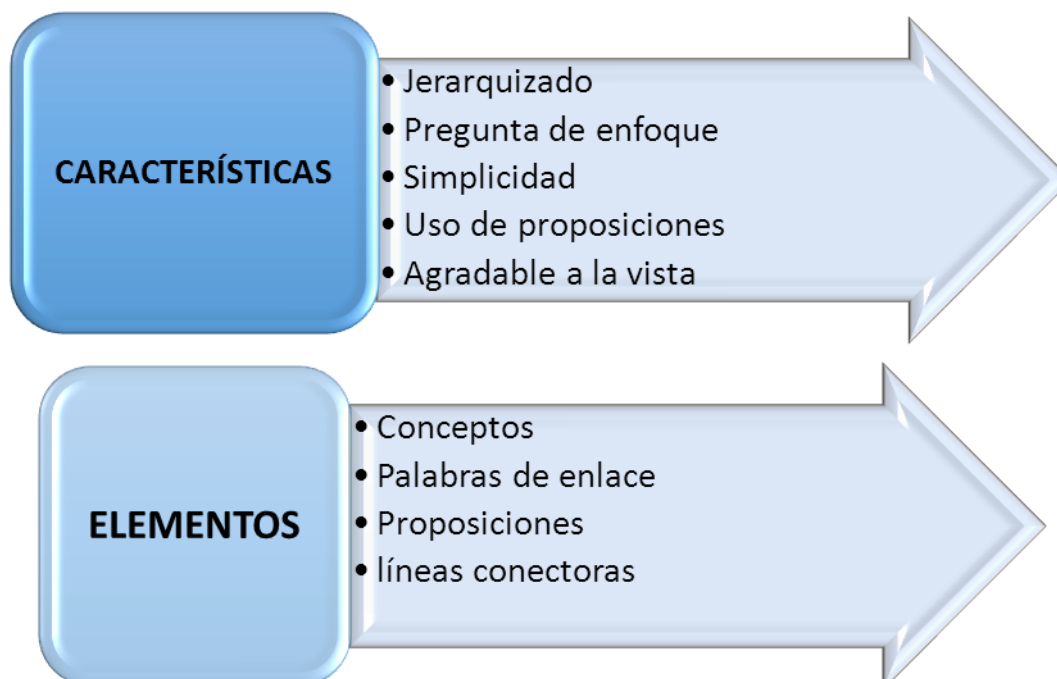 CARACTERÍSTICAS
• Jerarquizado
• Pregunta de enfoque
• Simplicidad
• Uso de proposiciones
• Agradable a la vista
ELEMENTOS
• Conceptos
• Palabras de enlace
• Proposiciones
• líneas conectoras